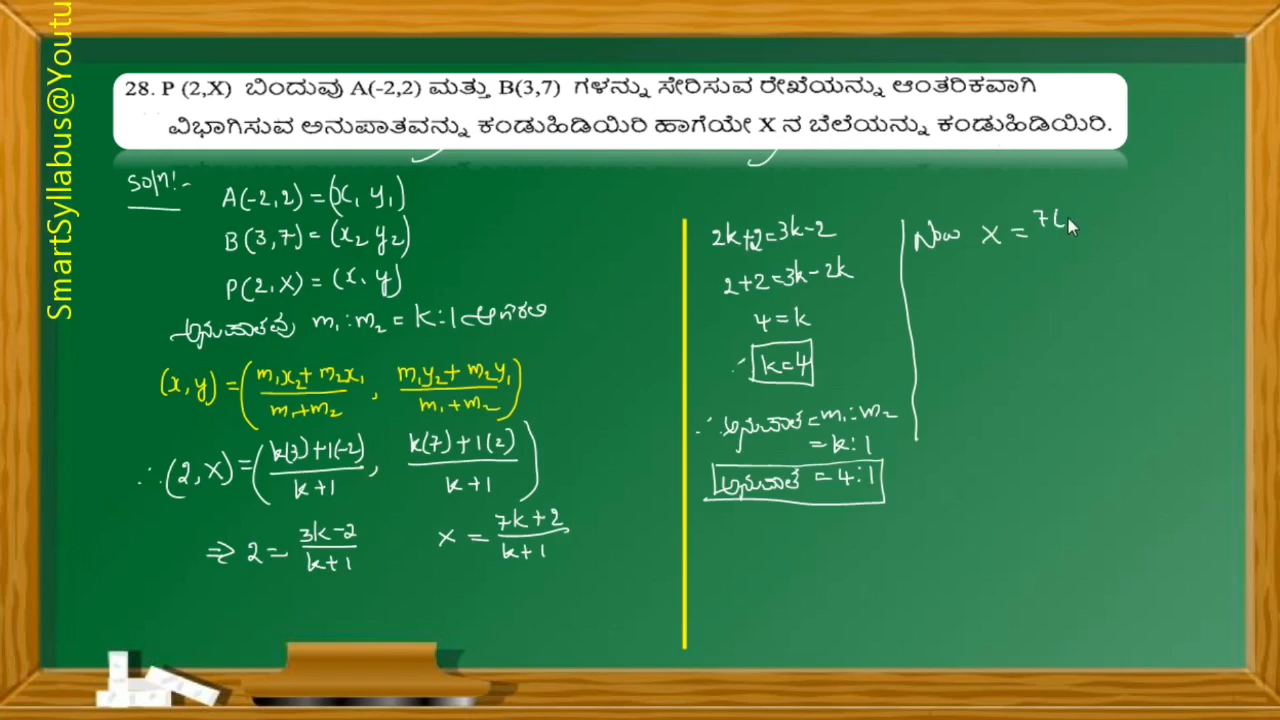 SmartSyllabus@Youtu
28. P (2,X) ಬಿಂದುವು A(-2,2) ಮತ್ತು B(3,7) ಗಳನ್ನು ಸೇರಿಸುವ ರೇಖೆಯನ್ನು ಆಂತರಿಕವಾಗಿ
ವಿಭಾಗಿಸುವ ಅನುಪಾತವನ್ನು ಕಂಡುಹಿಡಿಯಿರಿ ಹಾಗೆಯೇ X ನ ಬೆಲೆಯನ್ನು ಕಂಡುಹಿಡಿಯಿರಿ.
Soln:-
A(-2,2) = (x₁ y₁)
B(3,7) = (x₂ y₂)
P(2,X) = (x, y)
ಅನುಪಾತವು m₁:m₂ = k:1 ಆಗಿರಲಿ
(x,y) = ((m₁x₂+m₂x₁)/(m₁+m₂), (m₁y₂+m₂y₁)/(m₁+m₂))
∴(2,X) = ((k(3)+1(-2))/(k+1), (k(7)+1(2))/(k+1))
⇒ 2 = (3k-2)/(k+1) x = (7k+2)/(k+1)
2k+2=3k-2
2+2=3k-2k
4=k
∴ k=4
∴ ಅನುಪಾತ = m₁:m₂
= k:1
ಅನುಪಾತ = 4:1
Now x = 7(